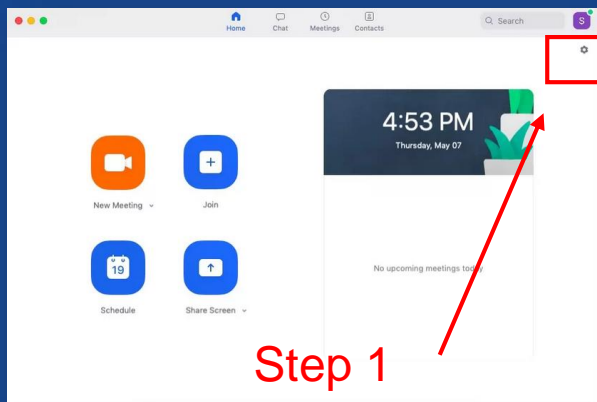 Home
Chat
Meetings
Contacts
Search
S
4:53 PM
Thursday, May 07
New Meeting
Join
19
Schedule
Share Screen
No upcoming meetings today
Step 1